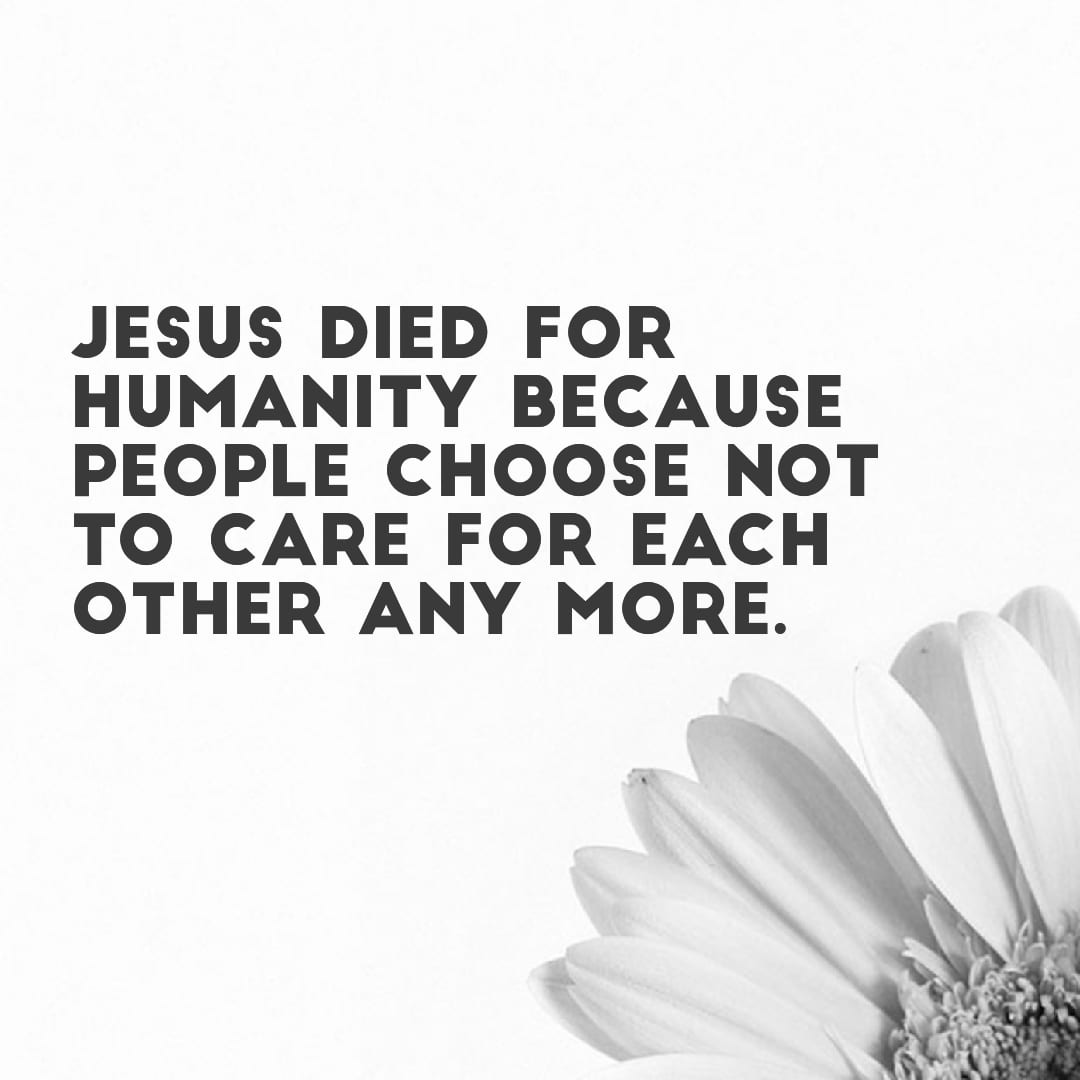 JESUS DIED FOR
HUMANITY BECAUSE
PEOPLE CHOOSE NOT
TO CARE FOR EACH
OTHER ANY MORE.